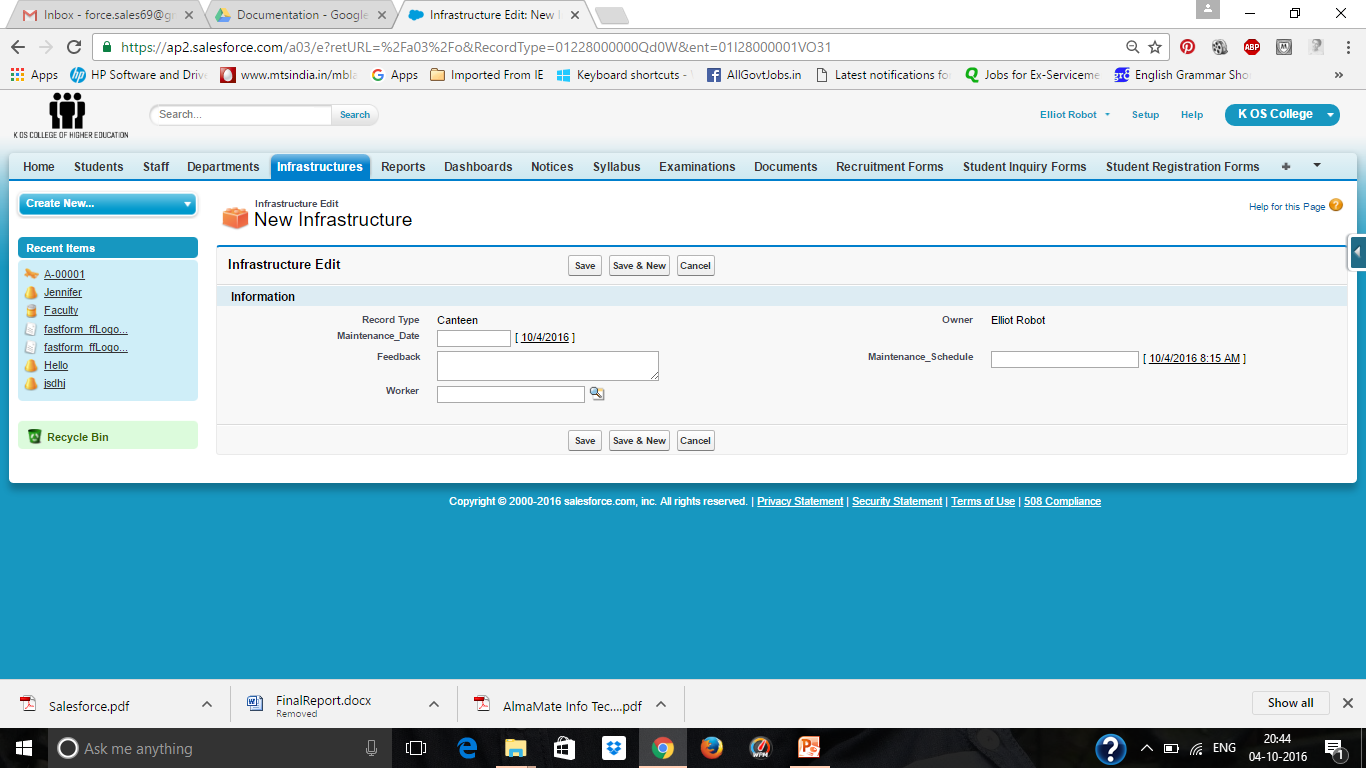 Inbox - force.sales69@gr
Documentation - Google
Infrastructure Edit: New
https://ap2.salesforce.com/a03/e?retURL=%2Fa03%2Fo&RecordType=01228000000Qd0W&ent=01I28000001VO31
Apps HP Software and Drive www.mtsindia.in/mbla Apps Imported From IE Keyboard shortcuts - AllGovtJobs.in Latest notifications fo Jobs for Ex-Serviceme English Grammar Sho »
K OS COLLEGE OF HIGHER EDUCATION
Search... Search
Elliot Robot Setup Help K OS College
Home Students Staff Departments Infrastructures Reports Dashboards Notices Syllabus Examinations Documents Recruitment Forms Student Inquiry Forms Student Registration Forms +
Create New...
Recent Items
A-00001
Jennifer
Faculty
fastform_ffLogo...
fastform_ffLogo...
Hello
jsdhj
Recycle Bin
Infrastructure Edit
New Infrastructure
Help for this Page ?
Infrastructure Edit Save Save & New Cancel
Information
Record Type Canteen Owner Elliot Robot
Maintenance_Date [ 10/4/2016 ]
Feedback Maintenance_Schedule [ 10/4/2016 8:15 AM ]
Worker
Save Save & New Cancel
Copyright © 2000-2016 salesforce.com, inc. All rights reserved. | Privacy Statement | Security Statement | Terms of Use | 508 Compliance
Salesforce.pdf
FinalReport.docx
Removed
AlmaMate Info Tec....pdf
Show all
Ask me anything
ENG
20:44
04-10-2016
1